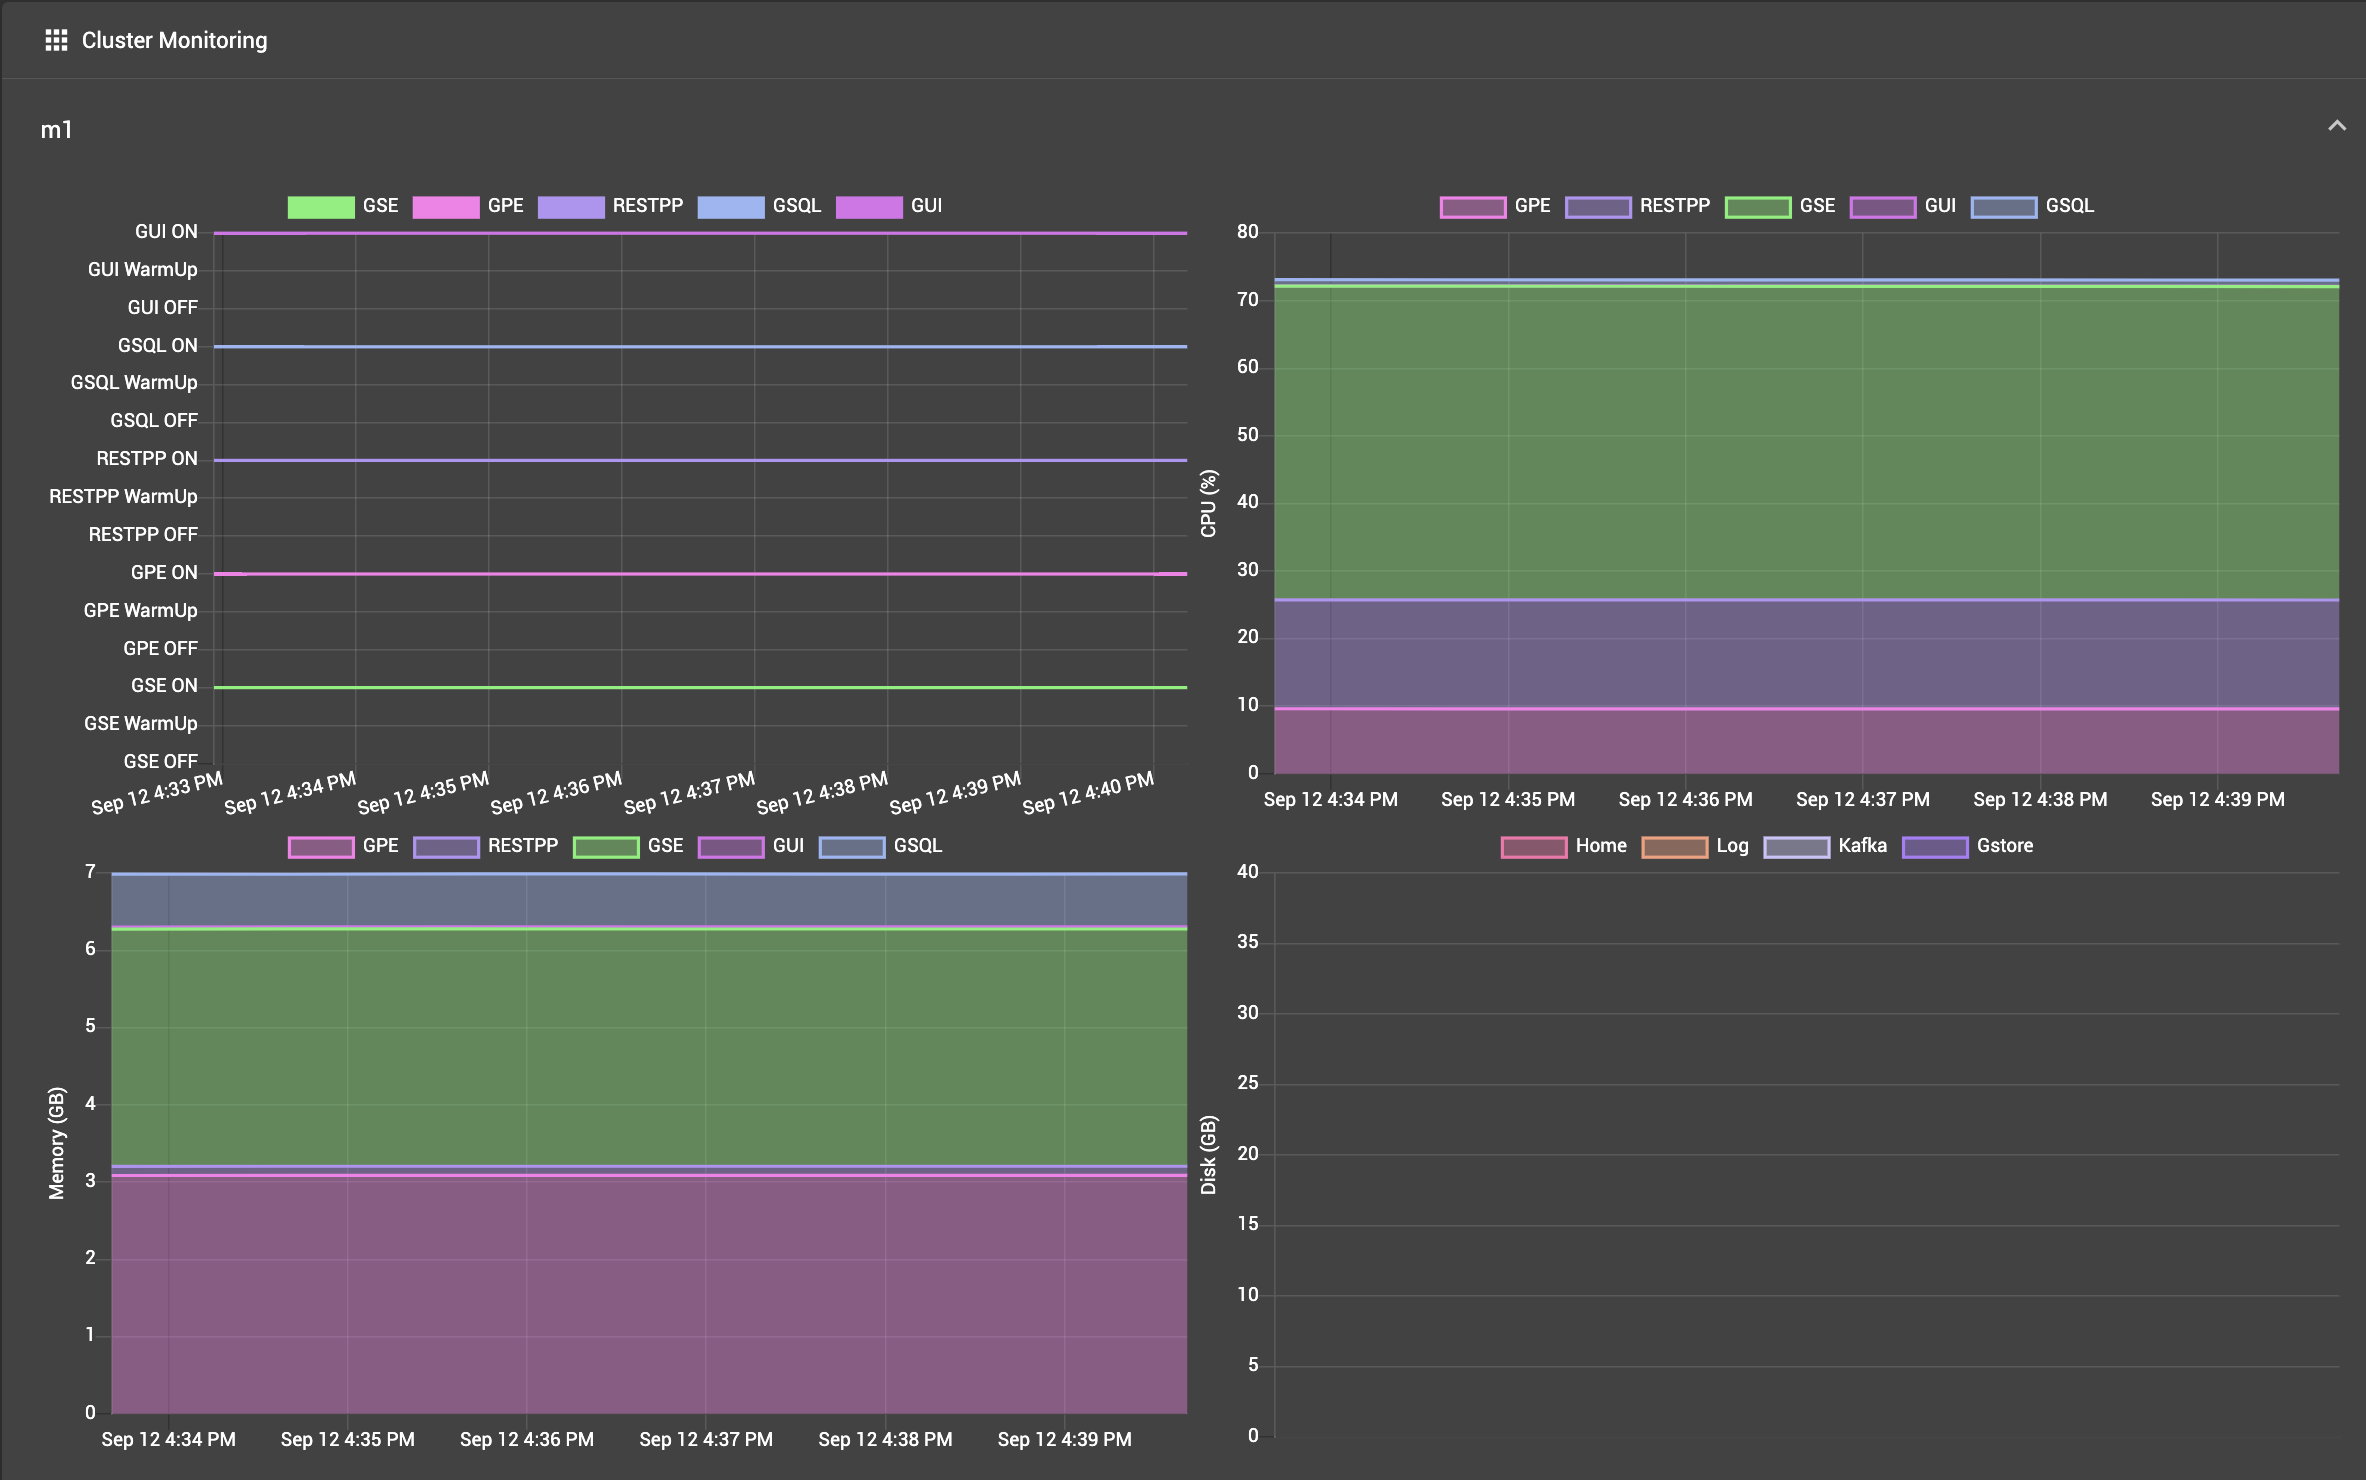 Cluster Monitoring
m1
GSE GPE RESTPP GSQL GUI
GUI ON
GUI WarmUp
GUI OFF
GSQL ON
GSQL WarmUp
GSQL OFF
RESTPP ON
RESTPP WarmUp
RESTPP OFF
GPE ON
GPE WarmUp
GPE OFF
GSE ON
GSE WarmUp
GSE OFF
Sep 12 4:33 PM Sep 12 4:34 PM Sep 12 4:35 PM Sep 12 4:36 PM Sep 12 4:37 PM Sep 12 4:38 PM Sep 12 4:39 PM Sep 12 4:40 PM
GPE RESTPP GSE GUI GSQL
CPU (%)
80
70
60
50
40
30
20
10
0
Sep 12 4:34 PM Sep 12 4:35 PM Sep 12 4:36 PM Sep 12 4:37 PM Sep 12 4:38 PM Sep 12 4:39 PM
GPE RESTPP GSE GUI GSQL
Memory (GB)
7
6
5
4
3
2
1
0
Sep 12 4:34 PM Sep 12 4:35 PM Sep 12 4:36 PM Sep 12 4:37 PM Sep 12 4:38 PM Sep 12 4:39 PM
Home Log Kafka Gstore
Disk (GB)
40
35
30
25
20
15
10
5
0